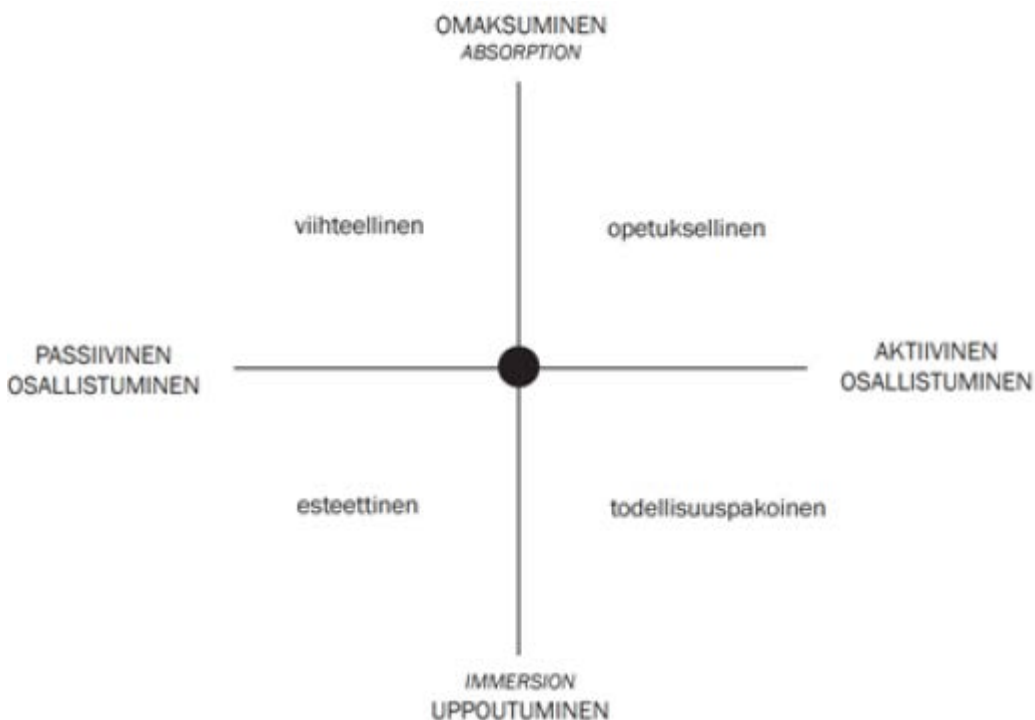 OMAKSUMINEN
ABSORPTION
viihteellinen
opetuksellinen
PASSIIVINEN
OSALLISTUMINEN
AKTIIVINEN
OSALLISTUMINEN
esteettinen
todellisuuspakoinen
IMMERSION
UPPOUTUMINEN